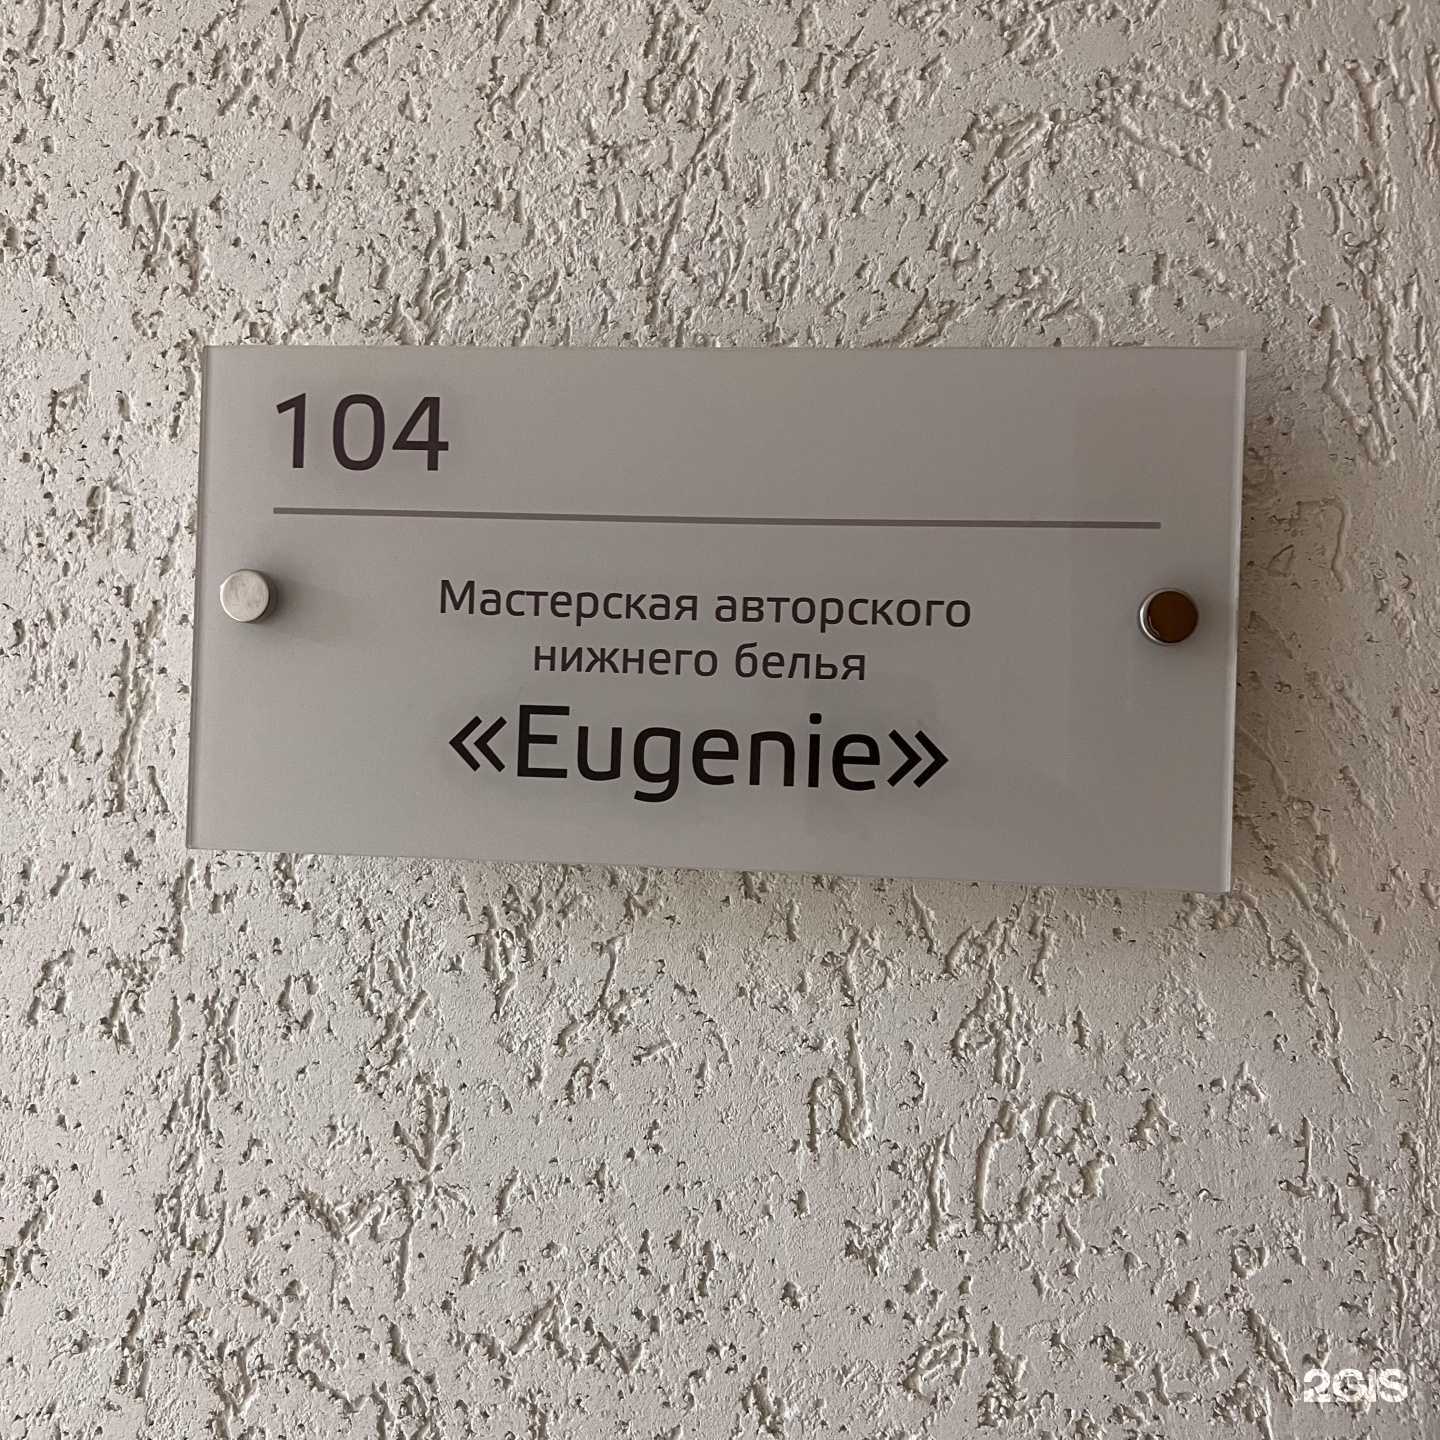 104
Мастерская авторского
нижнего белья
«Eugenie»
2GIS